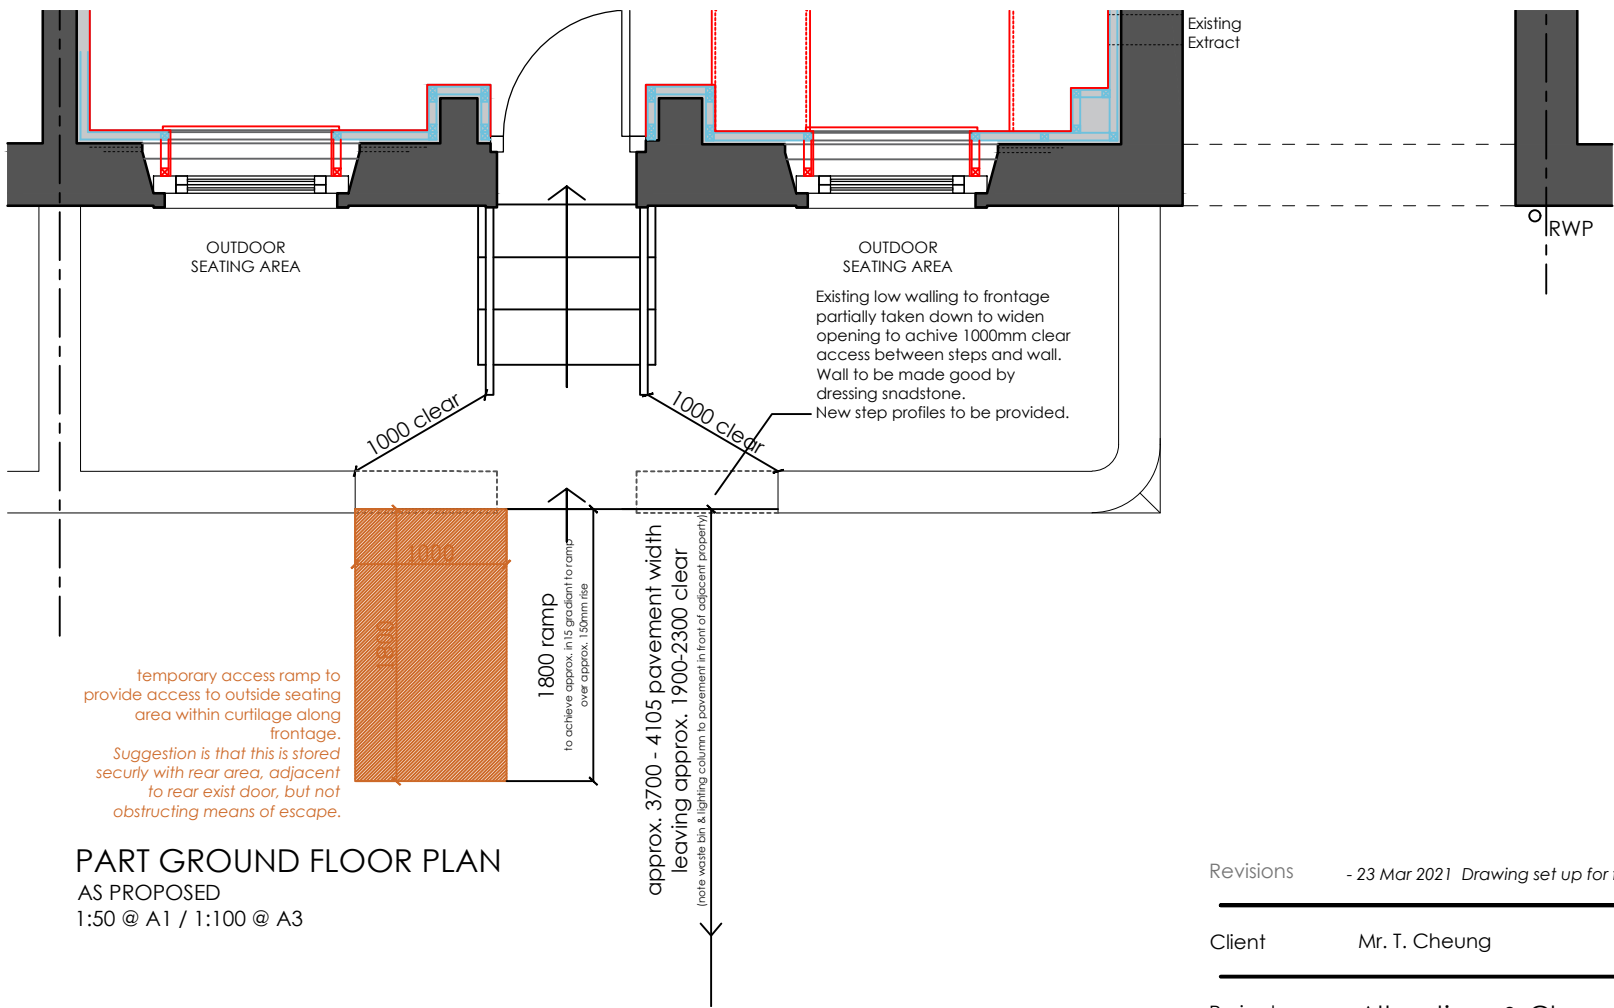 Existing
Extract
RWP
OUTDOOR
SEATING AREA
OUTDOOR
SEATING AREA
Existing low walling to frontage
partially taken down to widen
opening to achive 1000mm clear
access between steps and wall.
Wall to be made good by
dressing snadstone.
New step profiles to be provided.
1000 clear
1000 clear
1000
1800
1800 ramp
to achieve approx. in15 gradiant to ramp
over approx. 150mm rise
approx. 3700 - 4105 pavement width
leaving approx. 1900-2300 clear
(note waste bin & lighting column to pavement in front of adjacent property)
temporary access ramp to
provide access to outside seating
area within curtilage along
frontage.
Suggestion is that this is stored
securly with rear area, adjacent
to rear exist door, but not
obstructing means of escape.
PART GROUND FLOOR PLAN
AS PROPOSED
1:50 @ A1 / 1:100 @ A3
Revisions - 23 Mar 2021 Drawing set up for
Client Mr. T. Cheung